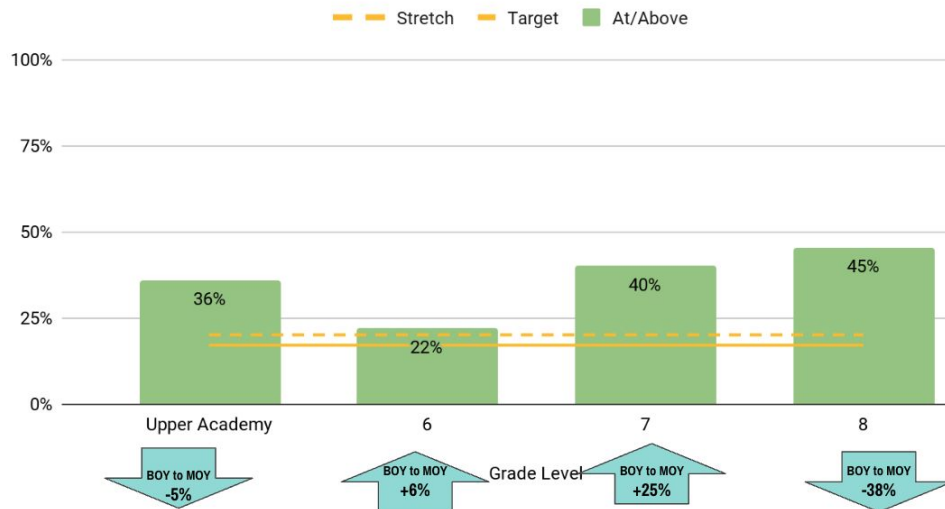 Stretch Target At/Above
100%
75%
50%
25%
0%
36%
22%
40%
45%
Upper Academy 6 7 8
Grade Level
BOY to MOY
-5%
BOY to MOY
+6%
BOY to MOY
+25%
BOY to MOY
-38%